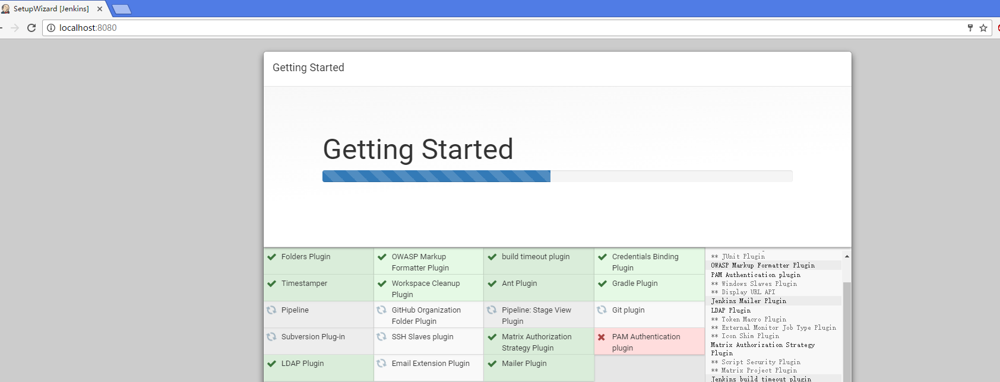 SetupWizard [Jenkins]
localhost:8080
Getting Started
Getting Started
Folders Plugin
OWASP Markup
Formatter Plugin
build timeout plugin
Credentials Binding
Plugin
Timestamper
Workspace Cleanup
Plugin
Ant Plugin
Gradle Plugin
Pipeline
GitHub Organization
Folder Plugin
Pipeline: Stage View
Plugin
Git plugin
Subversion Plug-in
SSH Slaves plugin
Matrix Authorization
Strategy Plugin
PAM Authentication
plugin
LDAP Plugin
Email Extension Plugin
Mailer Plugin
** JUnit Plugin
OWASP Markup Formatter Plugin
PAM Authentication plugin
** Windows Slaves Plugin
** Display URL API
Jenkins Mailer Plugin
LDAP Plugin
** Token Macro Plugin
** External Monitor Job Type Plugin
** Icon Shim Plugin
Matrix Authorization Strategy
Plugin
** Script Security Plugin
** Matrix Project Plugin
Jenkins build timeout plugin